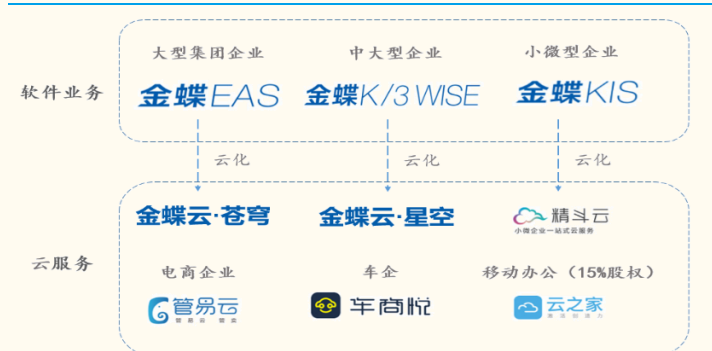 大型集团企业 中大型企业 小微型企业
软件业务 金蝶EAS 金蝶K/3 WISE 金蝶KIS
云化 云化 云化
金蝶云·苍穹 金蝶云·星空 精斗云
小微企业一站式云服务
云服务 电商企业 车企 移动办公（15%股权）
管易云 车商悦 云之家